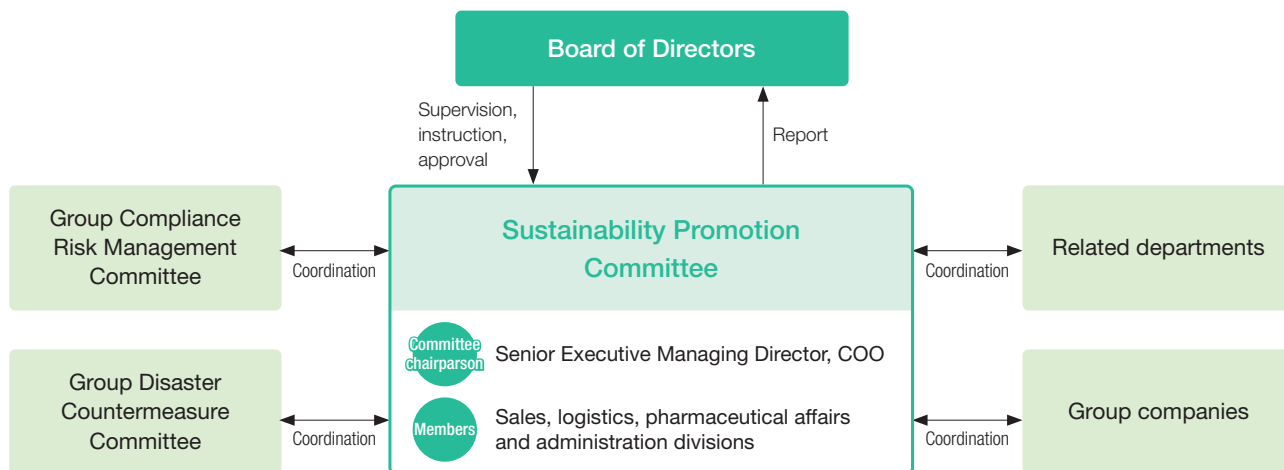 Board of Directors
Supervision,
instruction,
approval
Report
Group Compliance
Risk Management
Committee
Coordination
Sustainability Promotion
Committee
Coordination
Related departments
Committee
chairparson
Senior Executive Managing Director, COO
Group Disaster
Countermeasure
Committee
Coordination
Members
Sales, logistics, pharmaceutical affairs
and administration divisions
Coordination
Group companies